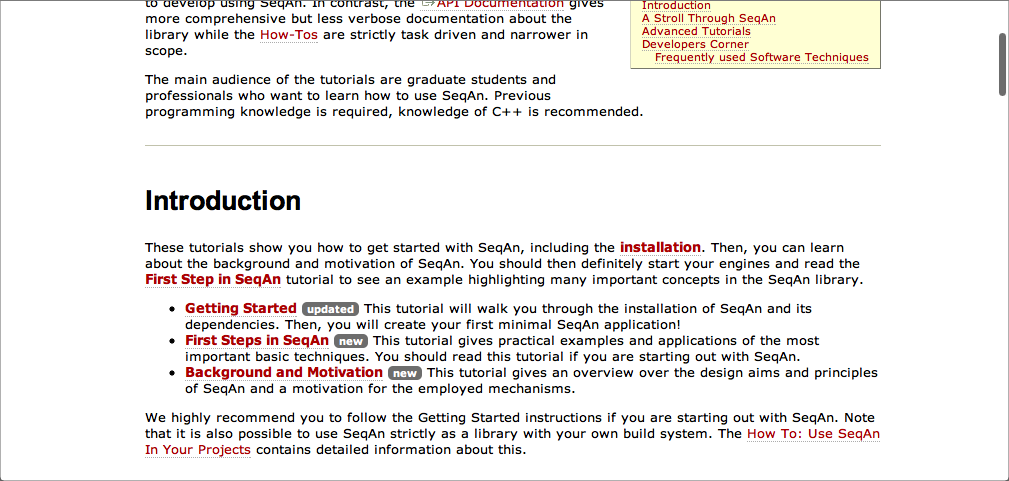 to develop using SeqAn. In contrast, the API Documentation gives
more comprehensive but less verbose documentation about the
library while the How-Tos are strictly task driven and narrower in
scope.
The main audience of the tutorials are graduate students and
professionals who want to learn how to use SeqAn. Previous
programming knowledge is required, knowledge of C++ is recommended.
Introduction
A Stroll Through SeqAn
Advanced Tutorials
Developers Corner
Frequently used Software Techniques
Introduction
These tutorials show you how to get started with SeqAn, including the installation. Then, you can learn
about the background and motivation of SeqAn. You should then definitely start your engines and read the
First Step in SeqAn tutorial to see an example highlighting many important concepts in the SeqAn library.
• Getting Started updated This tutorial will walk you through the installation of SeqAn and its
dependencies. Then, you will create your first minimal SeqAn application!
• First Steps in SeqAn new This tutorial gives practical examples and applications of the most
important basic techniques. You should read this tutorial if you are starting out with SeqAn.
• Background and Motivation new This tutorial gives an overview over the design aims and principles
of SeqAn and a motivation for the employed mechanisms.
We highly recommend you to follow the Getting Started instructions if you are starting out with SeqAn. Note
that it is also possible to use SeqAn strictly as a library with your own build system. The How To: Use SeqAn
In Your Projects contains detailed information about this.